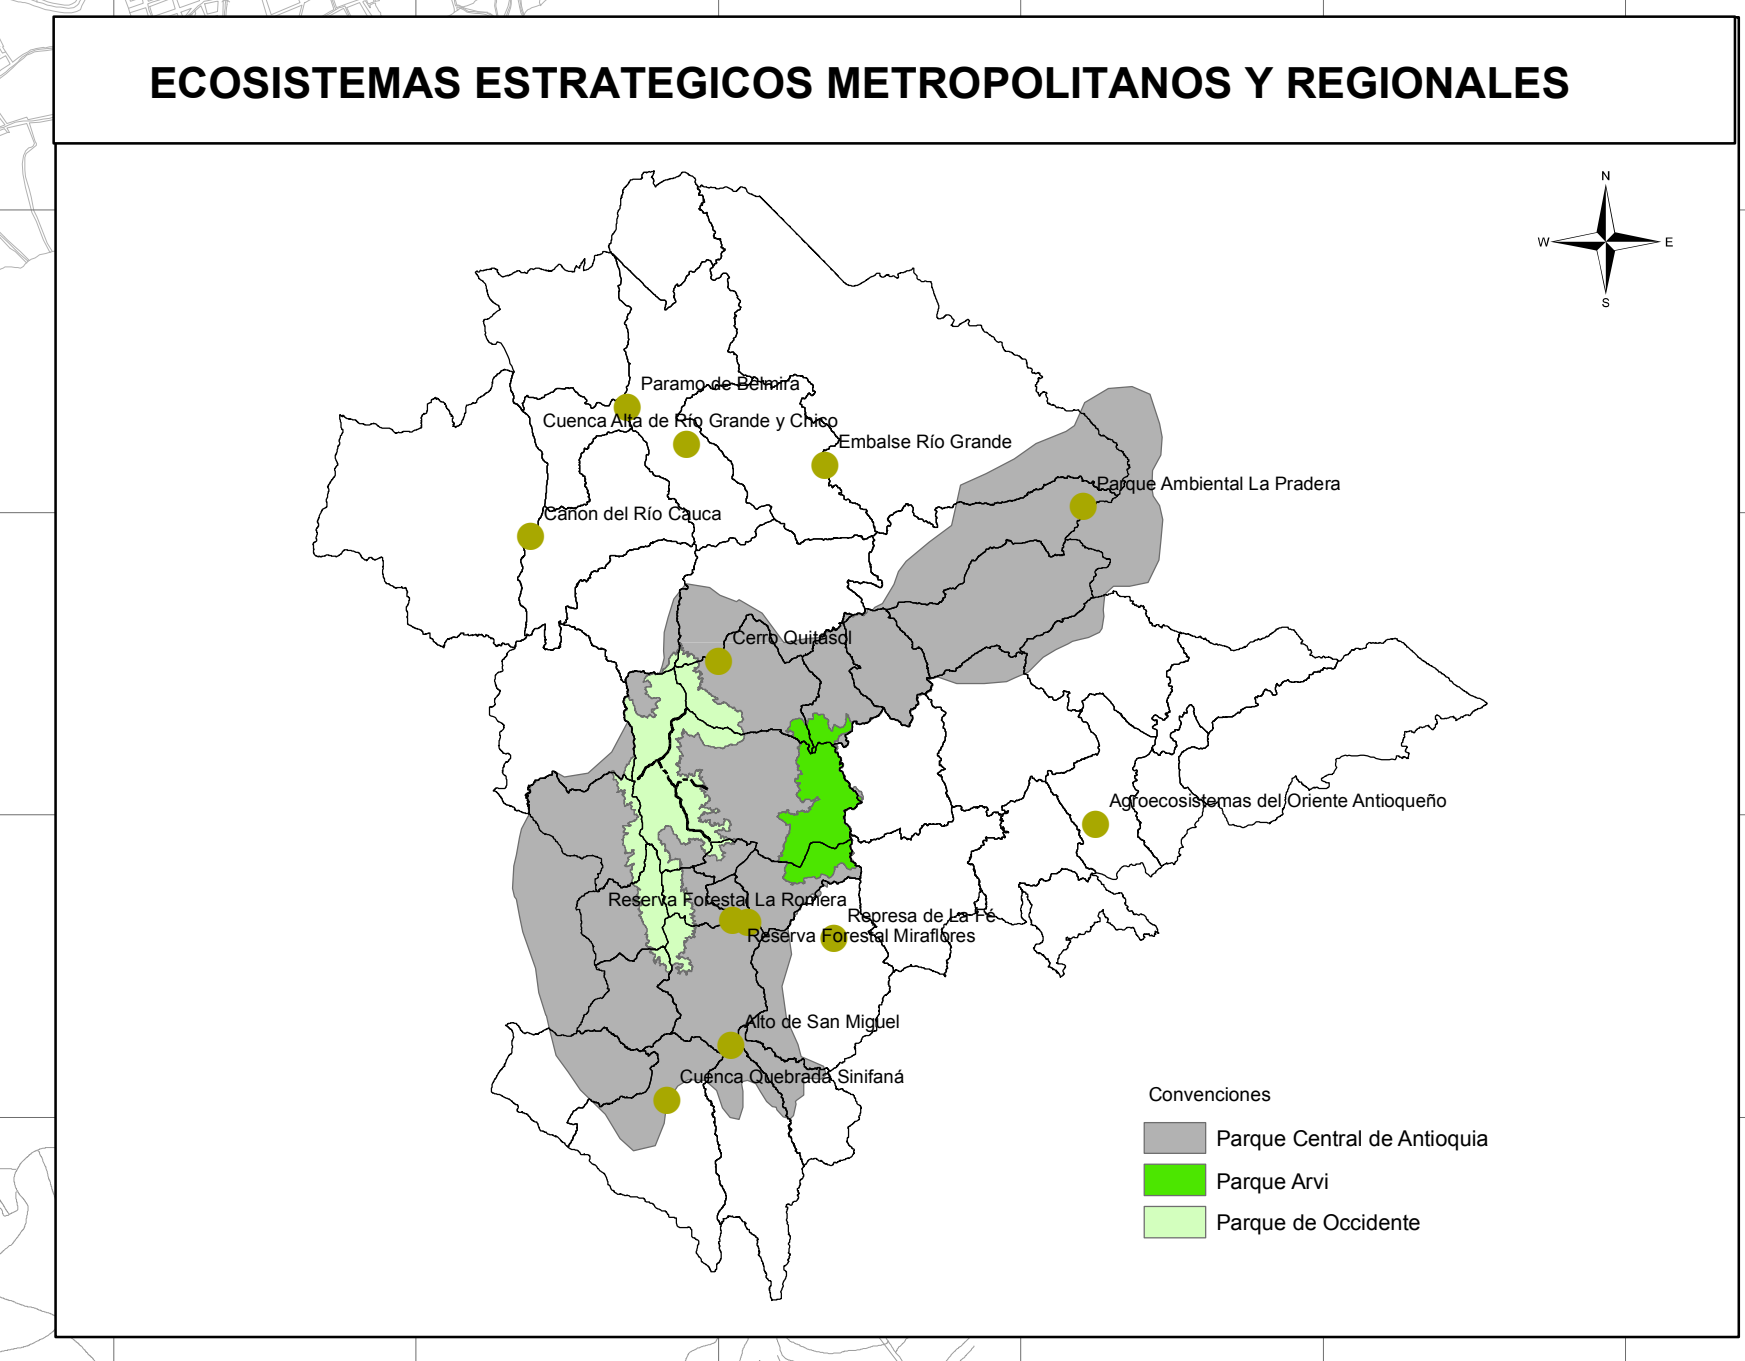 ECOSISTEMAS ESTRATEGICOS METROPOLITANOS Y REGIONALES
N
W
E
S
Paramo de Belmira
Cuenca Alta de Río Grande y Chico
Embalse Río Grande
Parque Ambiental La Pradera
Cañon del Río Cauca
Cerro Quitasol
Agroecosistemas del Oriente Antioqueño
Reserva Forestal La Romera
Represa de La Fé
Reserva Forestal Miraflores
Alto de San Miguel
Cuenca Quebrada Sinifaná
Convenciones
Parque Central de Antioquia
Parque Arvi
Parque de Occidente